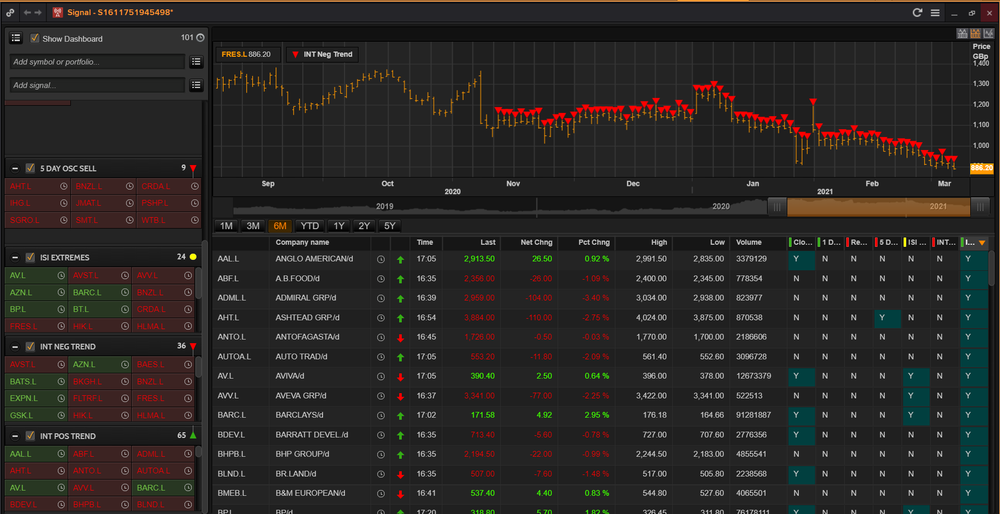 Signal - S1611751945498*
Show Dashboard
101
Add symbol or portfolio...
Add signal...
5 DAY OSC SELL 9
AHT.L BNZL.L CRDA.L
IHG.L JMAT.L PSHP.L
SGRO.L SMT.L WTB.L
ISI EXTREMES 24
AV.L AVST.L AVV.L
AZN.L BARC.L BNZL.L
BP.L BT.L CRDA.L
FRES.L HIK.L HLMA.L
INT NEG TREND 36
AVST.L AZN.L BAES.L
BATS.L BKGH.L BNZL.L
EXPN.L FLTRF.L FRES.L
GSK.L HIK.L HLMA.L
INT POS TREND 65
AAL.L ABF.L ADML.L
AHT.L ANTO.L AUTOA.L
AV.L AVV.L BARC.L
BDEV.L BHPB.L BLND.L
FRES.L 886.20
INT Neg Trend
Price
GBp
1,400
1,300
1,200
1,100
1,000
886.20
Sep Oct Nov Dec Jan Feb Mar
2020 2021
2019 2020 2021
1M 3M 6M YTD 1Y 2Y 5Y
Company name Time Last Net Chng Pct Chng High Low Volume Clo... 1 D... Re... 5 D... ISI ... INT... I...
AAL.L ANGLO AMERICAN/d 17:05 2,913.50 26.50 0.92 % 2,991.50 2,835.00 3379129 Y N N N N N Y
ABF.L A.B.FOOD/d 16:35 2,356.00 -26.00 -1.09 % 2,400.00 2,345.00 778354 N N N N N N Y
ADML.L ADMIRAL GRP/d 16:39 2,959.00 -104.00 -3.40 % 3,034.00 2,938.00 823977 N N N N N N Y
AHT.L ASHTEAD GRP./d 16:54 3,884.00 -110.00 -2.75 % 4,024.00 3,875.00 870538 N N N Y N N Y
ANTO.L ANTOFAGASTA/d 16:45 1,726.00 -0.50 -0.03 % 1,770.00 1,700.00 2186606 N N N N N N Y
AUTOA.L AUTO TRAD/d 17:05 553.20 -11.80 -2.09 % 561.40 552.60 3096728 N N N N N N Y
AV.L AVIVA/d 17:05 390.40 2.50 0.64 % 396.00 378.00 12673379 Y N N N Y N Y
AVV.L AVEVA GRP/d 16:37 3,341.00 -77.00 -2.25 % 3,422.00 3,341.00 522513 N N N N Y N Y
BARC.L BARCLAYS/d 17:02 171.58 4.92 2.95 % 176.18 164.66 91281887 Y N N N Y N Y
BDEV.L BARRATT DEVEL./d 16:35 713.40 -5.60 -0.78 % 727.00 707.60 2776356 Y N N N N N Y
BHPB.L BHP GROUP/d 16:35 2,194.50 -22.00 -0.99 % 2,244.50 2,183.00 4855541 N N N N N N Y
BLND.L BR.LAND/d 16:35 507.00 -7.60 -1.48 % 517.00 505.80 2238568 Y N N N N N Y
BMEB.L B&M EUROPEAN/d 16:41 537.40 4.40 0.83 % 544.80 527.60 4065501 N N N N N N Y
BP.L BP/d 17:20 318.80 5.70 1.82 % 326.45 311.80 76178111 Y N N N Y N Y